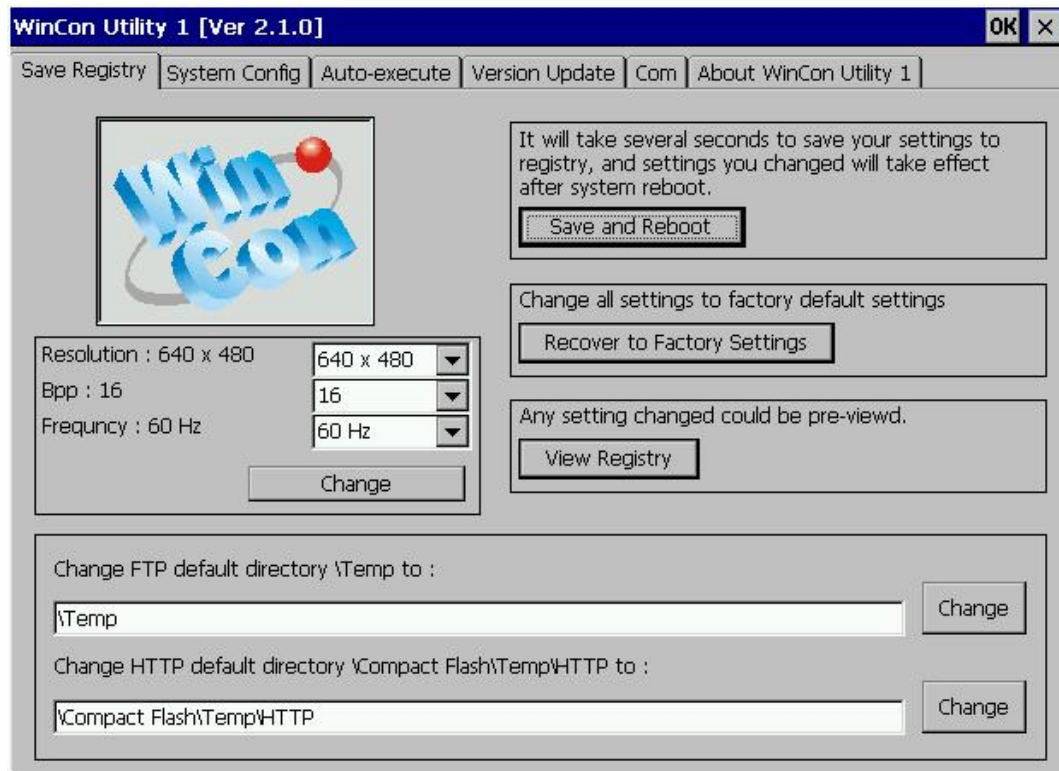 WinCon Utility 1 [Ver 2.1.0]
OK
Save Registry
System Config
Auto-execute
Version Update
Com
About WinCon Utility 1
Win
Con
It will take several seconds to save your settings to
registry, and settings you changed will take effect
after system reboot.
Save and Reboot
Change all settings to factory default settings
Recover to Factory Settings
Resolution : 640 x 480
640 x 480
Bpp : 16
16
Frequncy : 60 Hz
60 Hz
Change
Any setting changed could be pre-viewd.
View Registry
Change FTP default directory \Temp to :
\Temp
Change
Change HTTP default directory \Compact Flash\Temp\HTTP to :
\Compact Flash\Temp\HTTP
Change